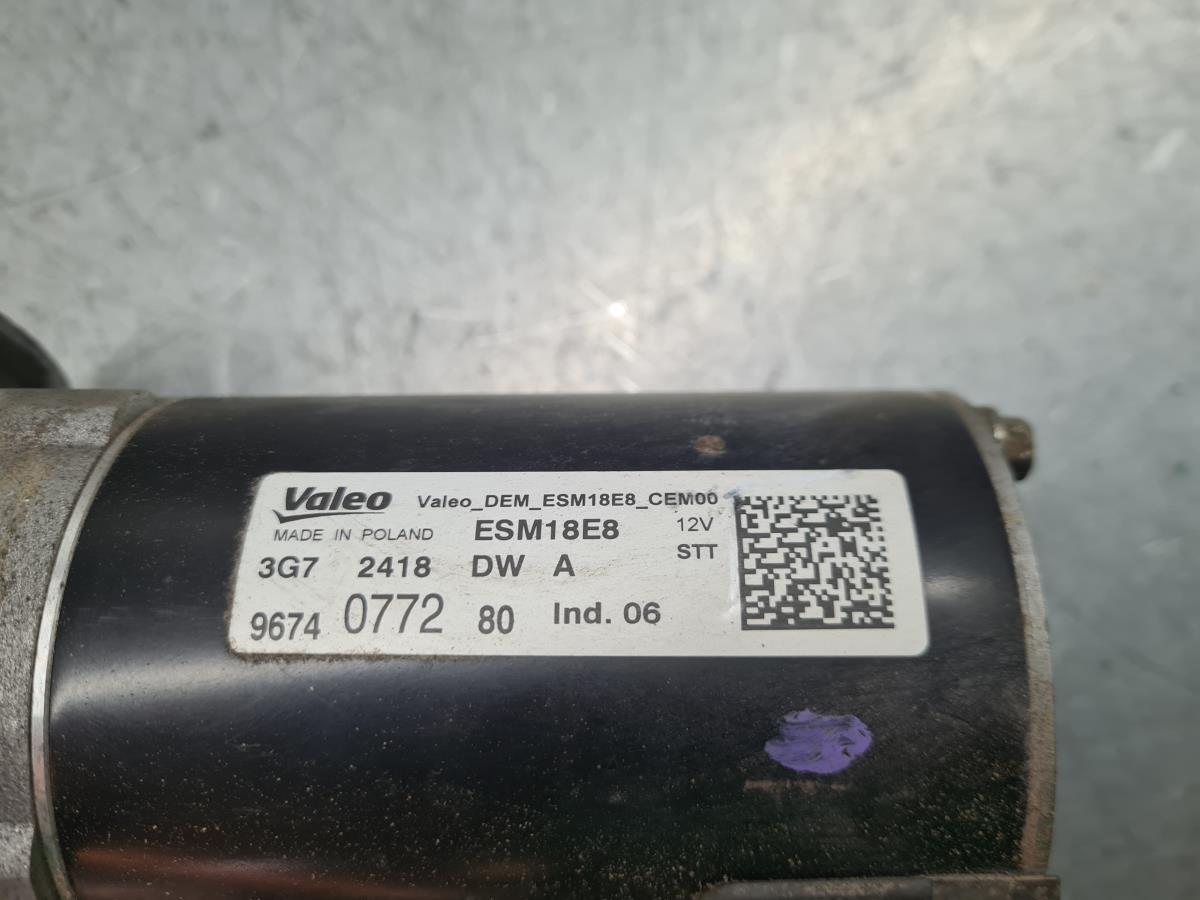 Valeo Valeo_DEM_ESM18E8_CEM00
MADE IN POLAND ESM18E8 12V
STT
3G7 2418 DW A
9674 0772 80 Ind. 06